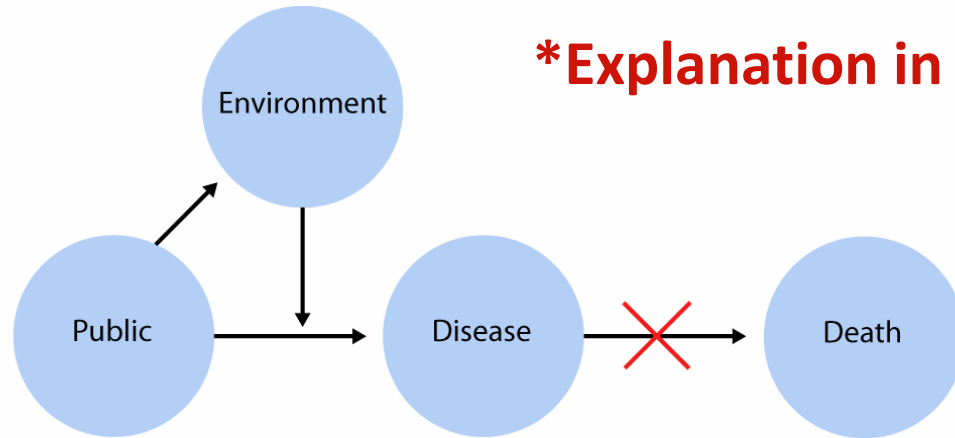 *Explanation in
Environment
Public
Disease
Death